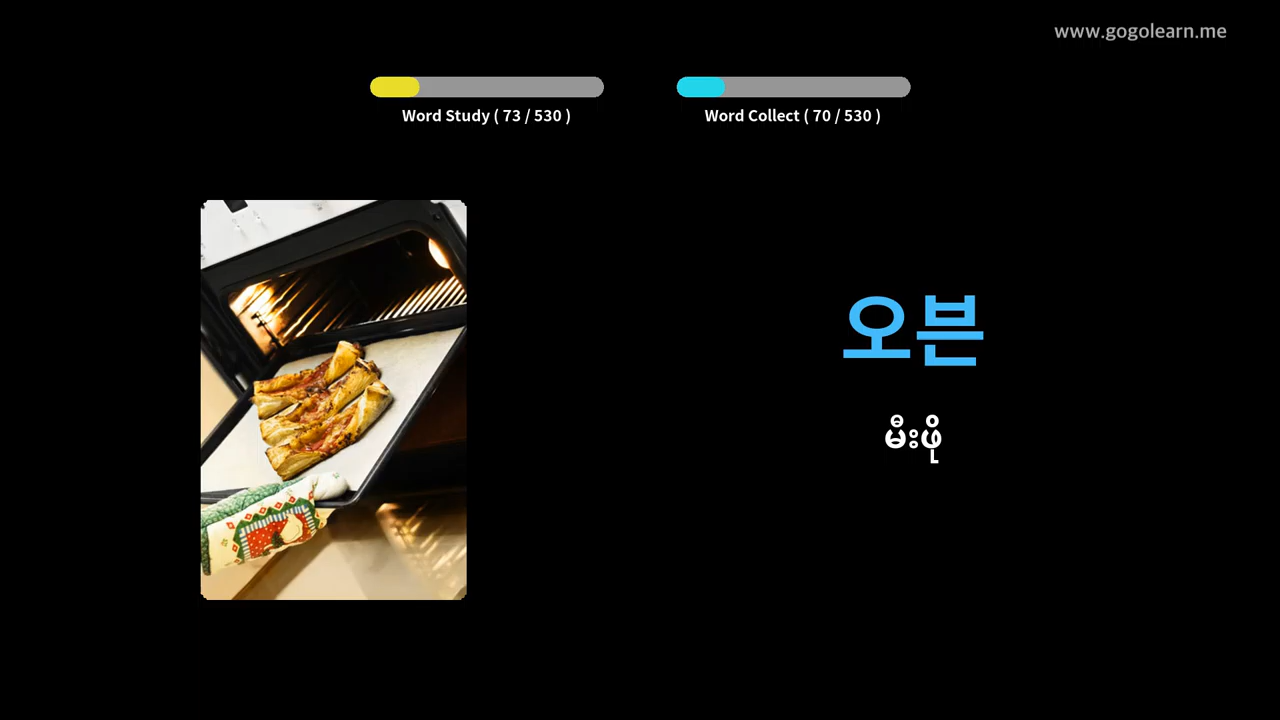 www.gogolearn.me
Word Study ( 73 / 530 )
Word Collect ( 70 / 530 )
오븐
မီးဖို